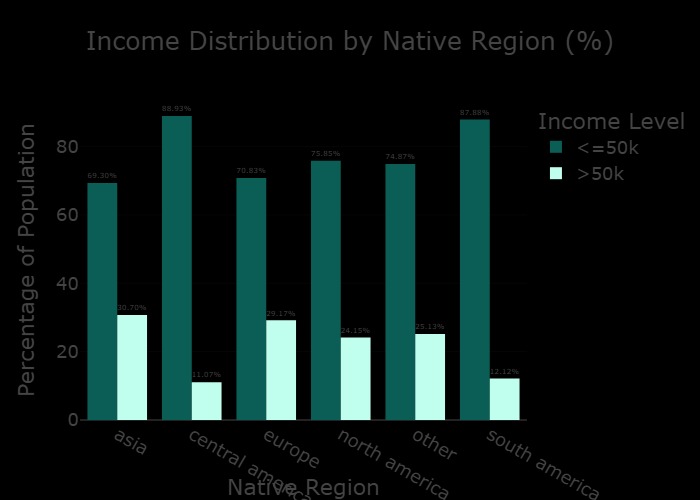 Income Distribution by Native Region (%)
Percentage of Population
80
60
40
20
0
69.30%
30.70%
88.93%
11.07%
70.83%
29.17%
75.85%
24.15%
74.87%
25.13%
87.88%
12.12%
asia
central america
europe
north america
other
south america
Native Region
Income Level
<=50k
>50k